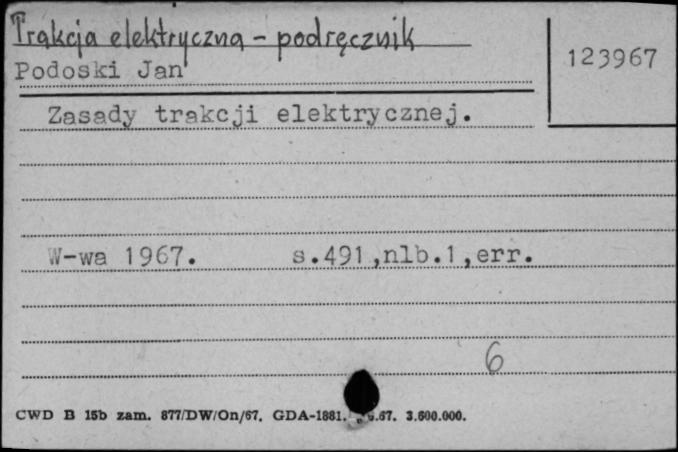 Trakcja elektryczna - podręcznik
123967
Podoski Jan
Zasady trakcji elektrycznej.
W-wa 1967. s.491,nlb.1,err.
6
CWD B 15b zam. 877/DW/On/67. GDA-1881. .67. 3.600.000.